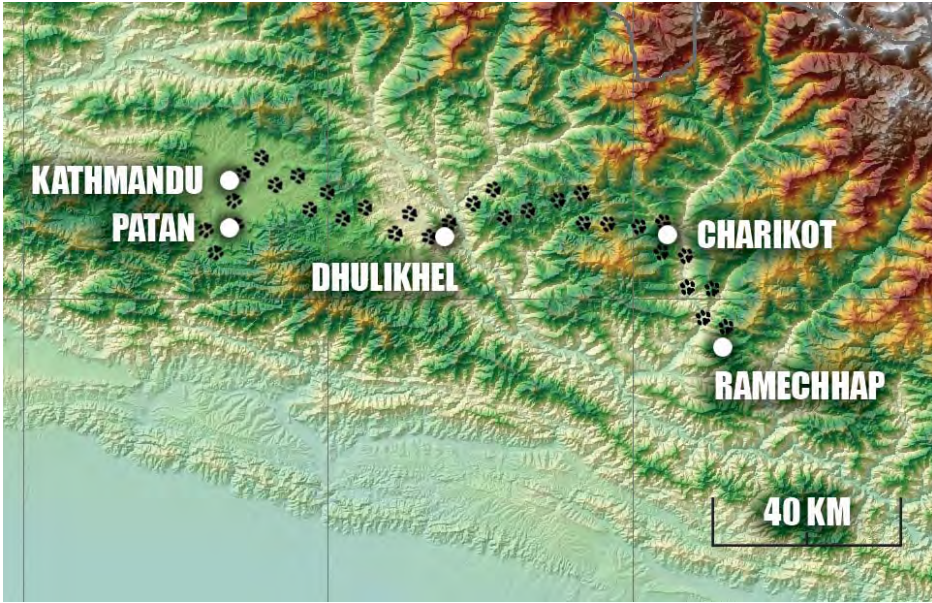 KATHMANDU
PATAN
DHULIKHEL
CHARIKOT
RAMECHHAP
40 KM